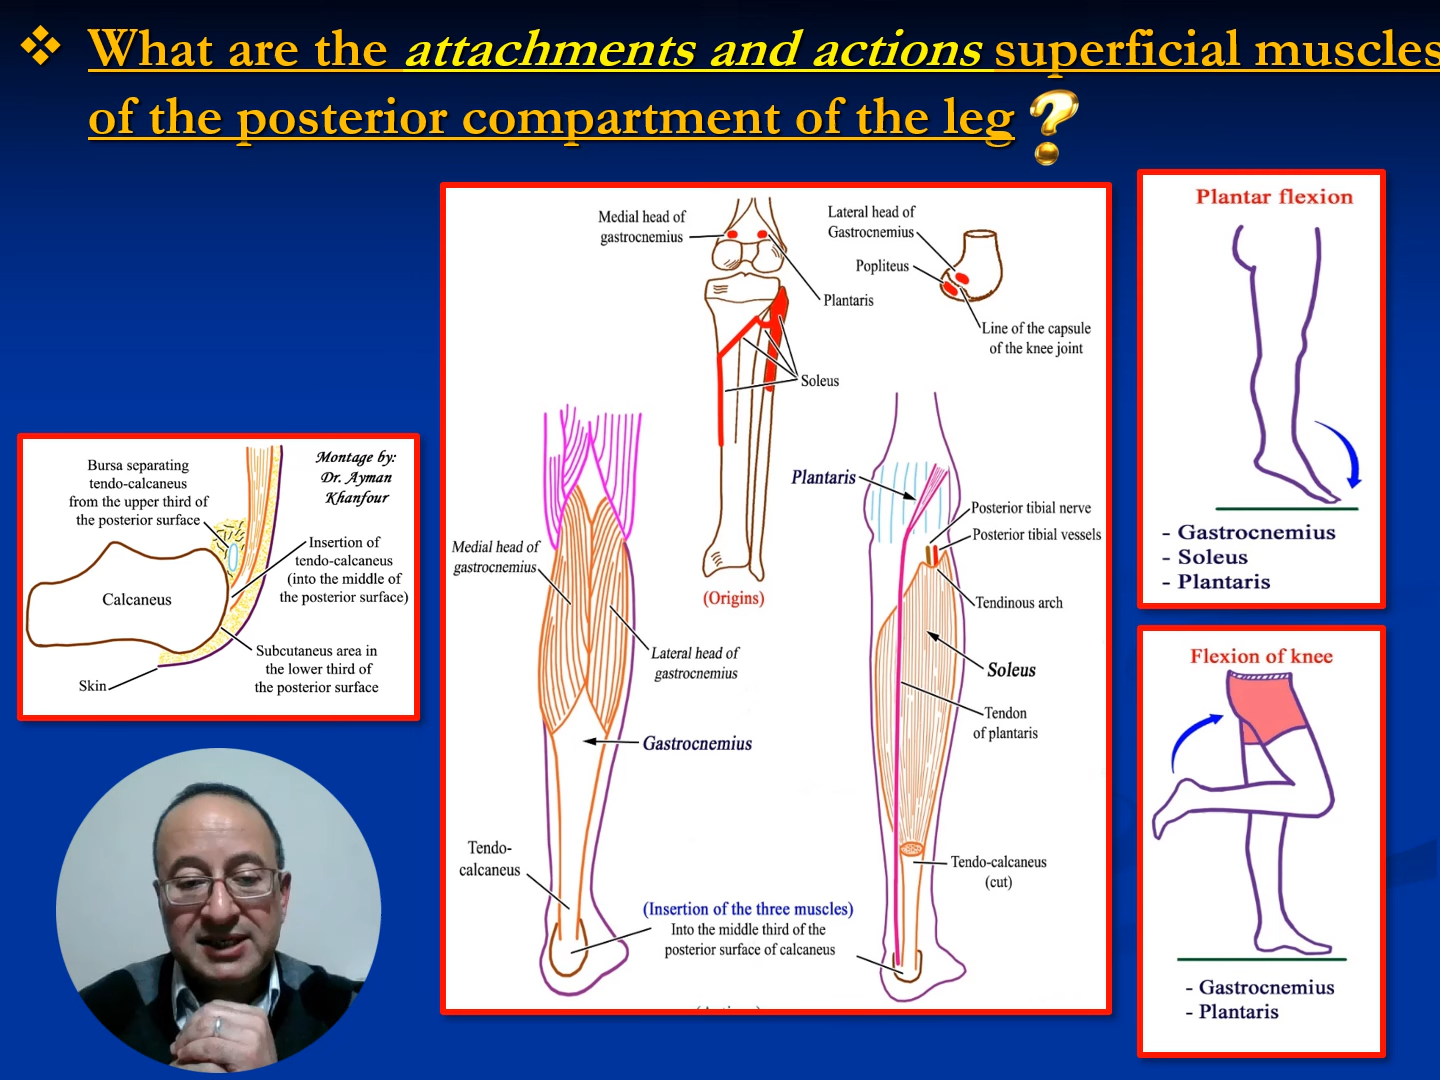 ❖ What are the attachments and actions superficial muscles
of the posterior compartment of the leg?
Bursa separating
tendo-calcaneus
from the upper third of
the posterior surface
Montage by:
Dr. Ayman
Khanfour
Insertion of
tendo-calcaneus
(into the middle of
the posterior surface)
Calcaneus
Subcutaneus area in
the lower third of
the posterior surface
Skin
Medial head of
gastrocnemius
Lateral head of
Gastrocnemius
Popliteus
Plantaris
Line of the capsule
of the knee joint
Soleus
(Origins)
Medial head of
gastrocnemius
Lateral head of
gastrocnemius
Gastrocnemius
Tendo-
calcaneus
Plantaris
Posterior tibial nerve
Posterior tibial vessels
Tendinous arch
Soleus
Tendon
of plantaris
Tendo-calcaneus
(cut)
(Insertion of the three muscles)
Into the middle third of the
posterior surface of calcaneus
Plantar flexion
- Gastrocnemius
- Soleus
- Plantaris
Flexion of knee
- Gastrocnemius
- Plantaris